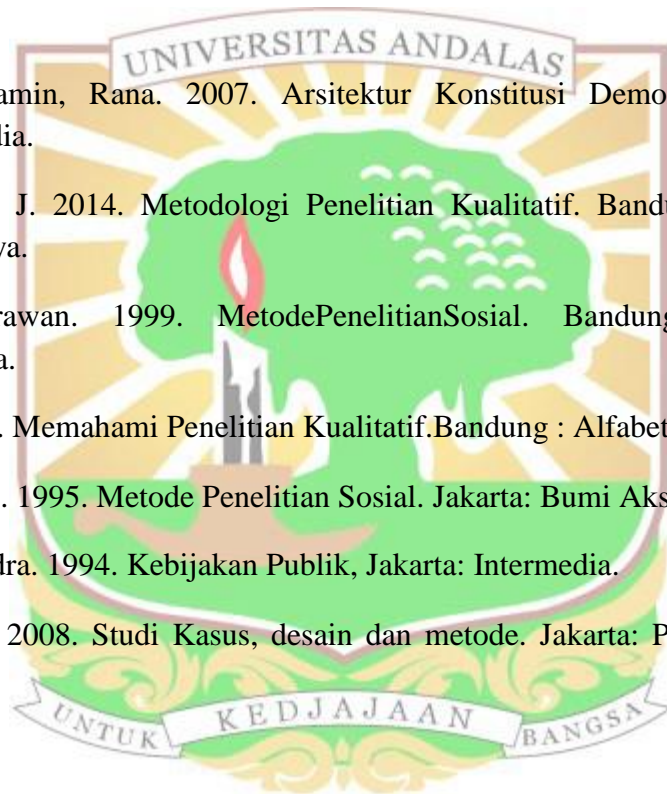 UNIVERSITAS ANDALAS
amin, Rana. 2007. Arsitektur Konstitusi Demo
dia.
J. 2014. Metodologi Penelitian Kualitatif. Bandu
ya.
rawan. 1999. MetodePenelitianSosial. Bandung
a.
. Memahami Penelitian Kualitatif.Bandung : Alfabet
. 1995. Metode Penelitian Sosial. Jakarta: Bumi Aks
dra. 1994. Kebijakan Publik, Jakarta: Intermedia.
2008. Studi Kasus, desain dan metode. Jakarta: P
UNTUK KEDJAJAAN BANGSA